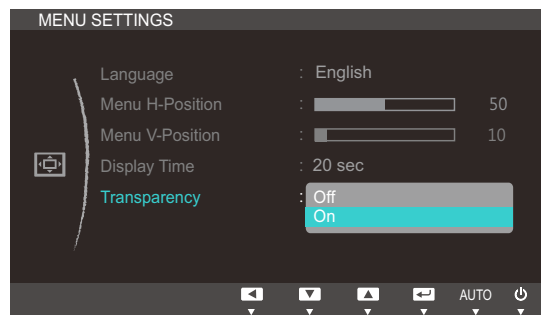 MENU SETTINGS
Language : English
Menu H-Position : 50
Menu V-Position : 10
Display Time : 20 sec
Transparency : Off
On
AUTO